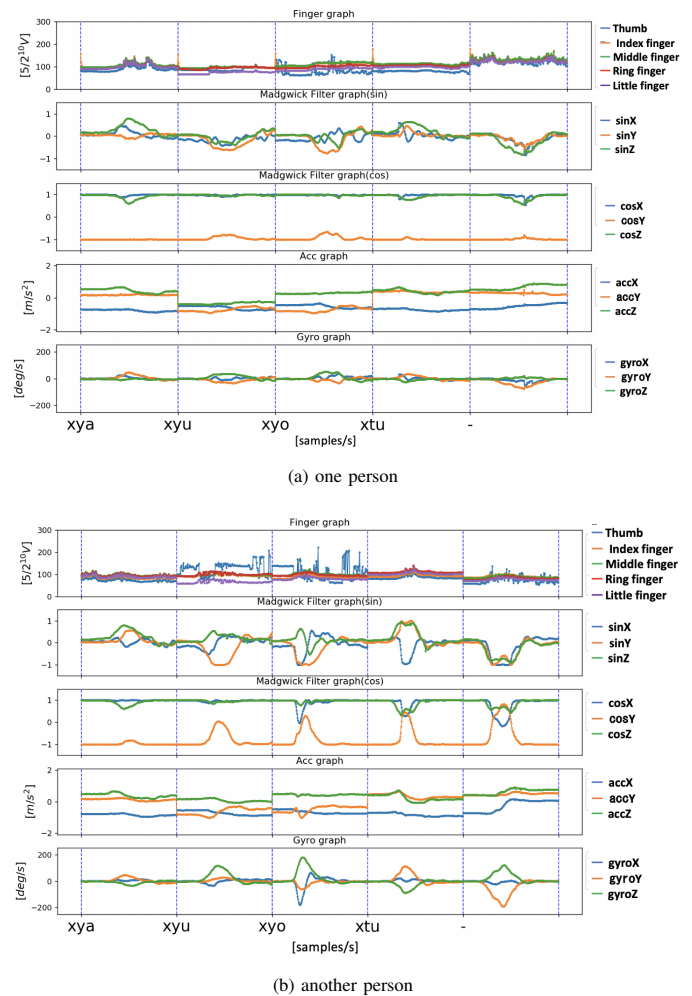 Finger graph
[5/2^10V]
300
200
100
0
Thumb
Index finger
Middle finger
Ring finger
Little finger
Madgwick Filter graph(sin)
1
0
−1
sinX
sinY
sinZ
Madgwick Filter graph(cos)
1
0
−1
cosX
cosY
cosZ
Acc graph
[m/s²]
2
0
−2
accX
accY
accZ
Gyro graph
[deg/s]
200
0
−200
gyroX
gyroY
gyroZ
xya xyu xyo xtu -
[samples/s]
(a) one person
Finger graph
[5/2^10V]
300
200
100
0
Thumb
Index finger
Middle finger
Ring finger
Little finger
Madgwick Filter graph(sin)
1
0
−1
sinX
sinY
sinZ
Madgwick Filter graph(cos)
1
0
−1
cosX
cosY
cosZ
Acc graph
[m/s²]
2
0
−2
accX
accY
accZ
Gyro graph
[deg/s]
200
0
−200
gyroX
gyroY
gyroZ
xya xyu xyo xtu -
[samples/s]
(b) another person